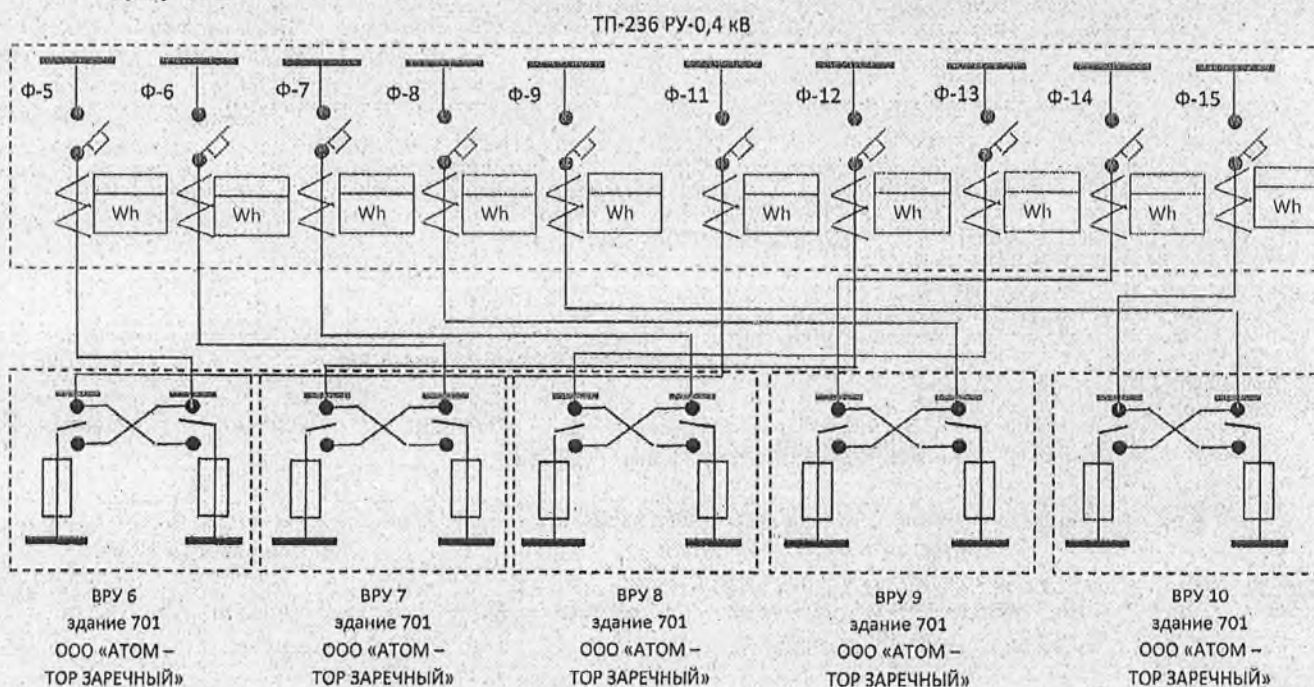 ТП-236 РУ-0,4 кВ
Ф-5 Ф-6 Ф-7 Ф-8 Ф-9 Ф-11 Ф-12 Ф-13 Ф-14 Ф-15
Wh Wh Wh Wh Wh Wh Wh Wh Wh Wh
ВРУ 6 ВРУ 7 ВРУ 8 ВРУ 9 ВРУ 10
здание 701 здание 701 здание 701 здание 701 здание 701
ООО «АТОМ – ООО «АТОМ – ООО «АТОМ – ООО «АТОМ – ООО «АТОМ –
ТОР ЗАРЕЧНЫЙ» ТОР ЗАРЕЧНЫЙ» ТОР ЗАРЕЧНЫЙ» ТОР ЗАРЕЧНЫЙ» ТОР ЗАРЕЧНЫЙ»